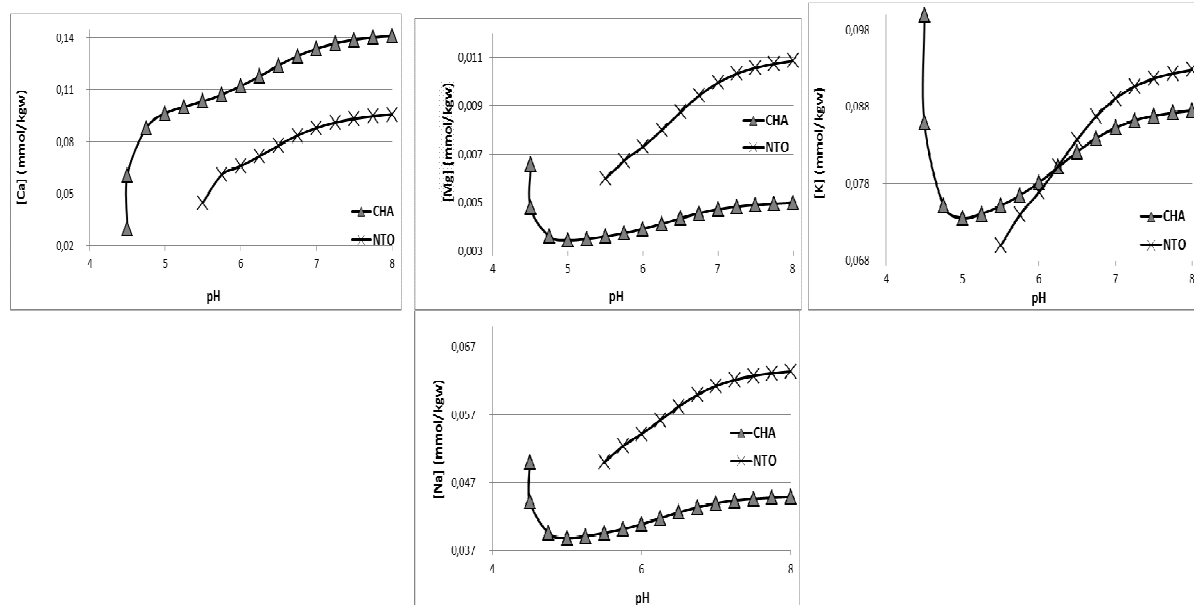 [Ca] (mmol/kgw)
0,14
0,11
0,08
0,05
0,02
4 5 6 7 8
pH
CHA
NTO
[Mg] (mmol/kgw)
0,011
0,009
0,007
0,005
0,003
4 5 6 7 8
pH
CHA
NTO
[K] (mmol/kgw)
0,098
0,088
0,078
0,068
4 5 6 7 8
pH
CHA
NTO
[Na] (mmol/kgw)
0,067
0,057
0,047
0,037
4 6 8
pH
CHA
NTO